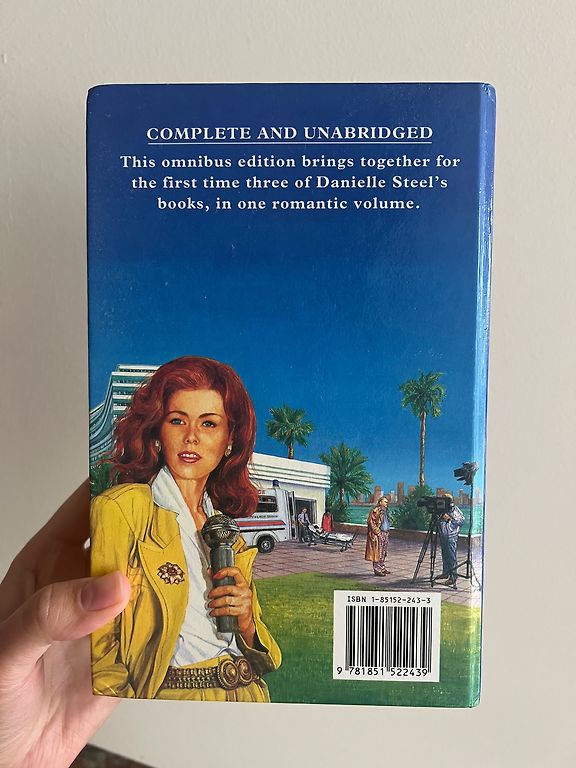 COMPLETE AND UNABRIDGED
This omnibus edition brings together for
the first time three of Danielle Steel's
books, in one romantic volume.
ISBN 1-85152-243-3
9 781851 522439